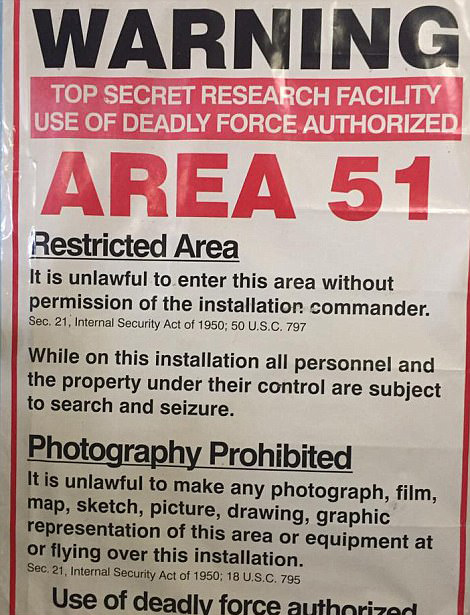 WARNING
TOP SECRET RESEARCH FACILITY
USE OF DEADLY FORCE AUTHORIZED
AREA 51
Restricted Area
It is unlawful to enter this area without
permission of the installation commander.
Sec. 21, Internal Security Act of 1950; 50 U.S.C. 797
While on this installation all personnel and
the property under their control are subject
to search and seizure.
Photography Prohibited
It is unlawful to make any photograph, film,
map, sketch, picture, drawing, graphic
representation of this area or equipment at
or flying over this installation.
Sec. 21, Internal Security Act of 1950; 18 U.S.C. 795
Use of deadly force authorized